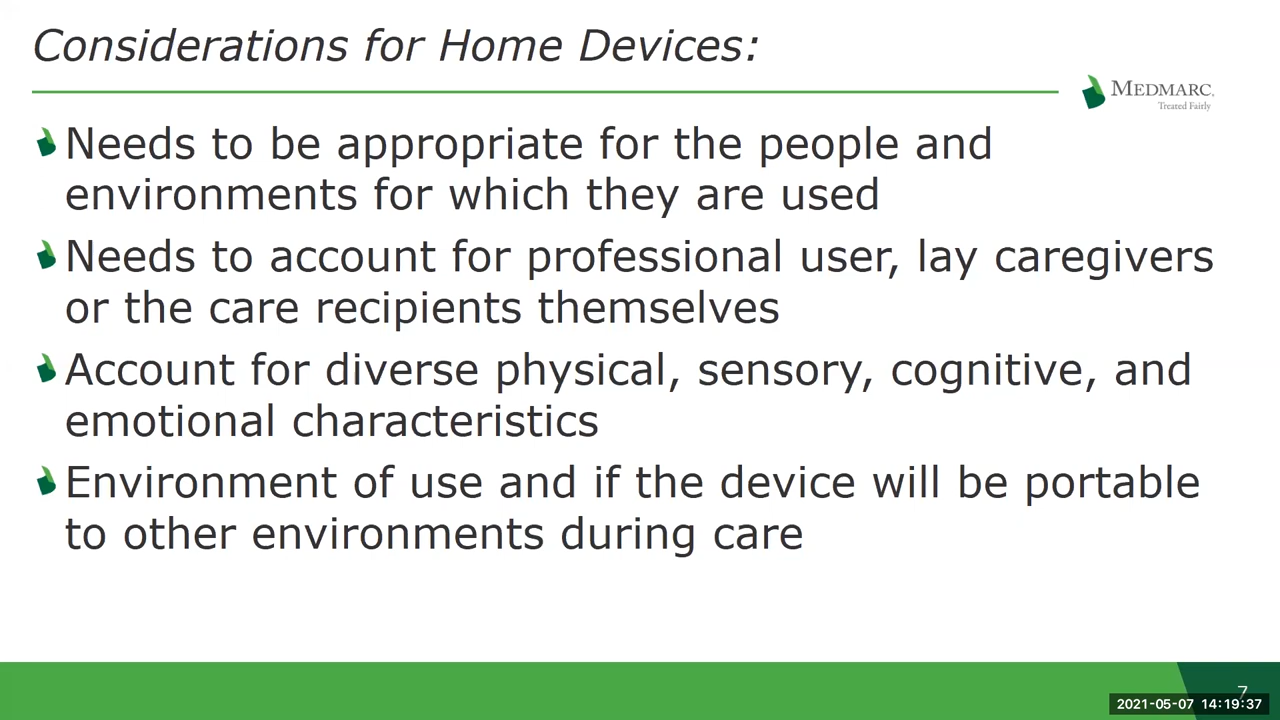 Considerations for Home Devices:
MEDMARC.
Treated Fairly
Needs to be appropriate for the people and
environments for which they are used
Needs to account for professional user, lay caregivers
or the care recipients themselves
Account for diverse physical, sensory, cognitive, and
emotional characteristics
Environment of use and if the device will be portable
to other environments during care
7
2021-05-07 14:19:37